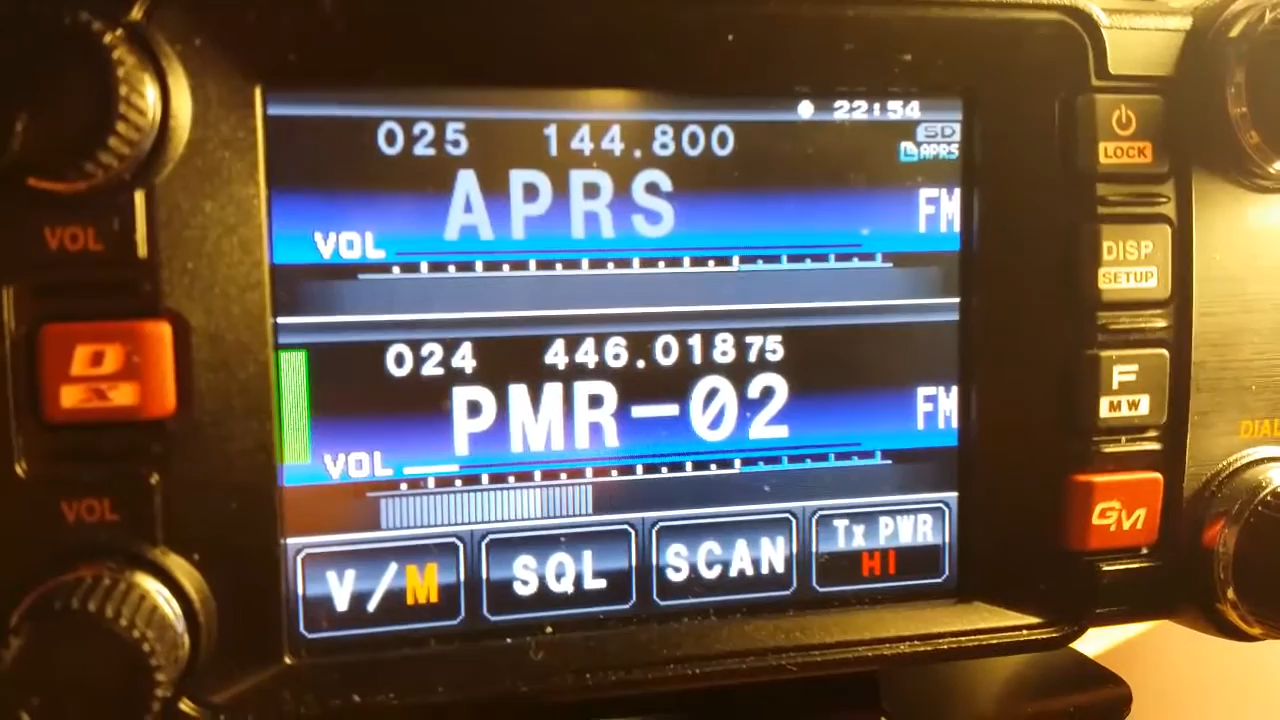 22:54
025 144.800
SD
APRS
APRS
FM
VOL
024 446.01875
PMR-02
FM
VOL
V/M SQL SCAN Tx PWR
HI
VOL
D
X
VOL
LOCK
DISP
SETUP
F
MW
GM
DIAL